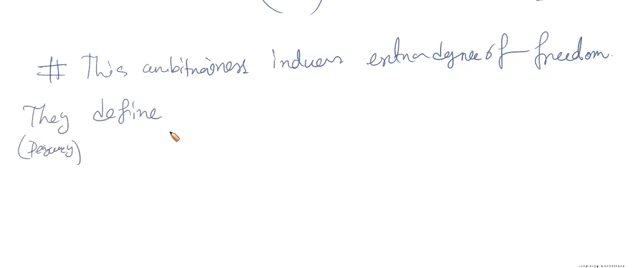 # This arbitrariness induces extra degree of freedom.
They define